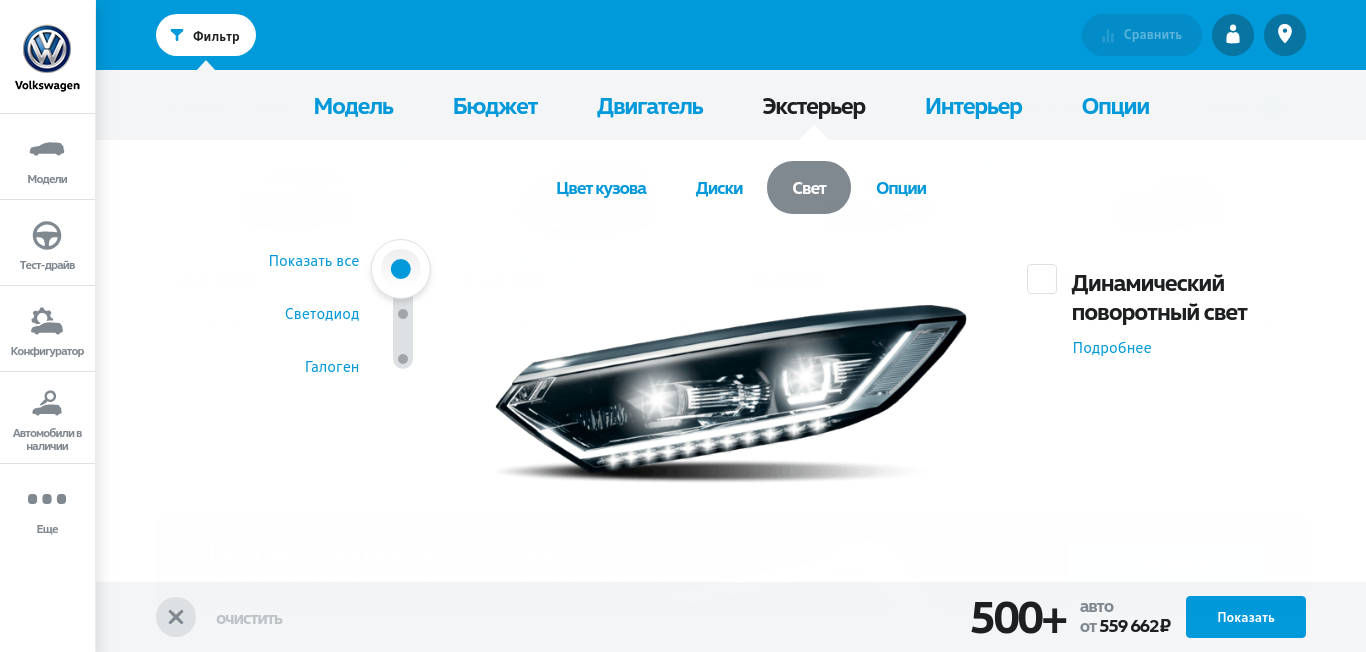 Volkswagen
Модели
Тест-драйв
Конфигуратор
Автомобили в
наличии
Еще
Фильтр
Сравнить
Модель
Бюджет
Двигатель
Экстерьер
Интерьер
Опции
Цвет кузова
Диски
Свет
Опции
Показать все
Светодиод
Галоген
Динамический
поворотный свет
Подробнее
ОЧИСТИТЬ
500+
авто
от 559 662₽
Показать